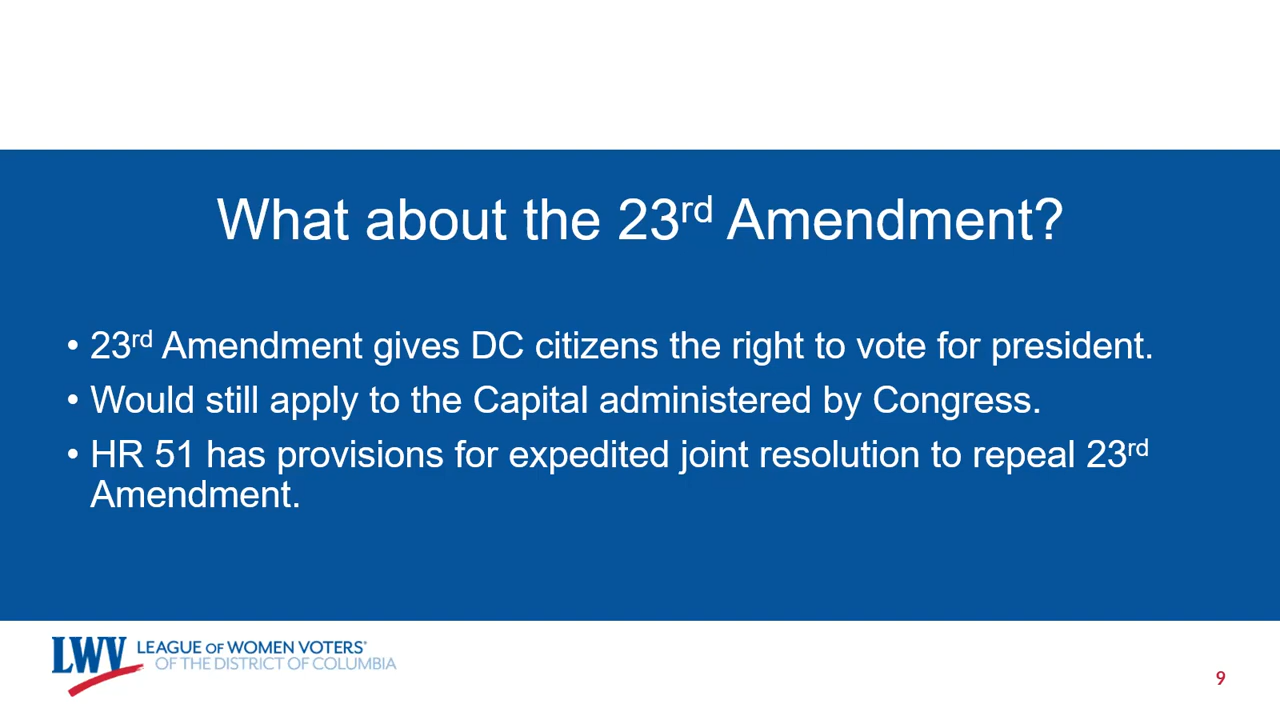 What about the 23rd Amendment?
• 23rd Amendment gives DC citizens the right to vote for president.
• Would still apply to the Capital administered by Congress.
• HR 51 has provisions for expedited joint resolution to repeal 23rd
Amendment.
LWV LEAGUE OF WOMEN VOTERS®
OF THE DISTRICT OF COLUMBIA
9